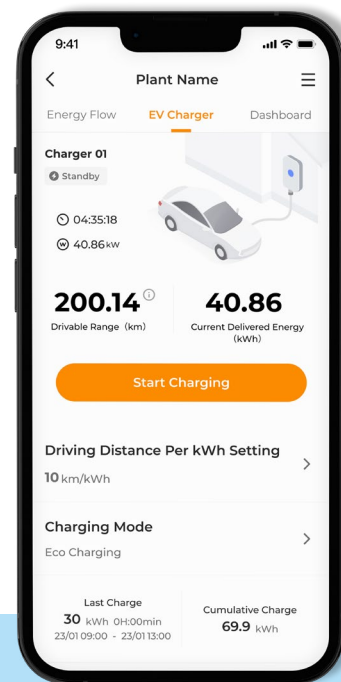 9:41
Plant Name
Energy Flow EV Charger Dashboard
Charger 01
Standby
04:35:18
W 40.86 kW
200.14 i 40.86
Drivable Range (km) Current Delivered Energy
(kWh)
Start Charging
Driving Distance Per kWh Setting
10 km/kWh
Charging Mode
Eco Charging
Last Charge Cumulative Charge
30 kWh 0H:00min 69.9 kWh
23/01 09:00 - 23/01 13:00